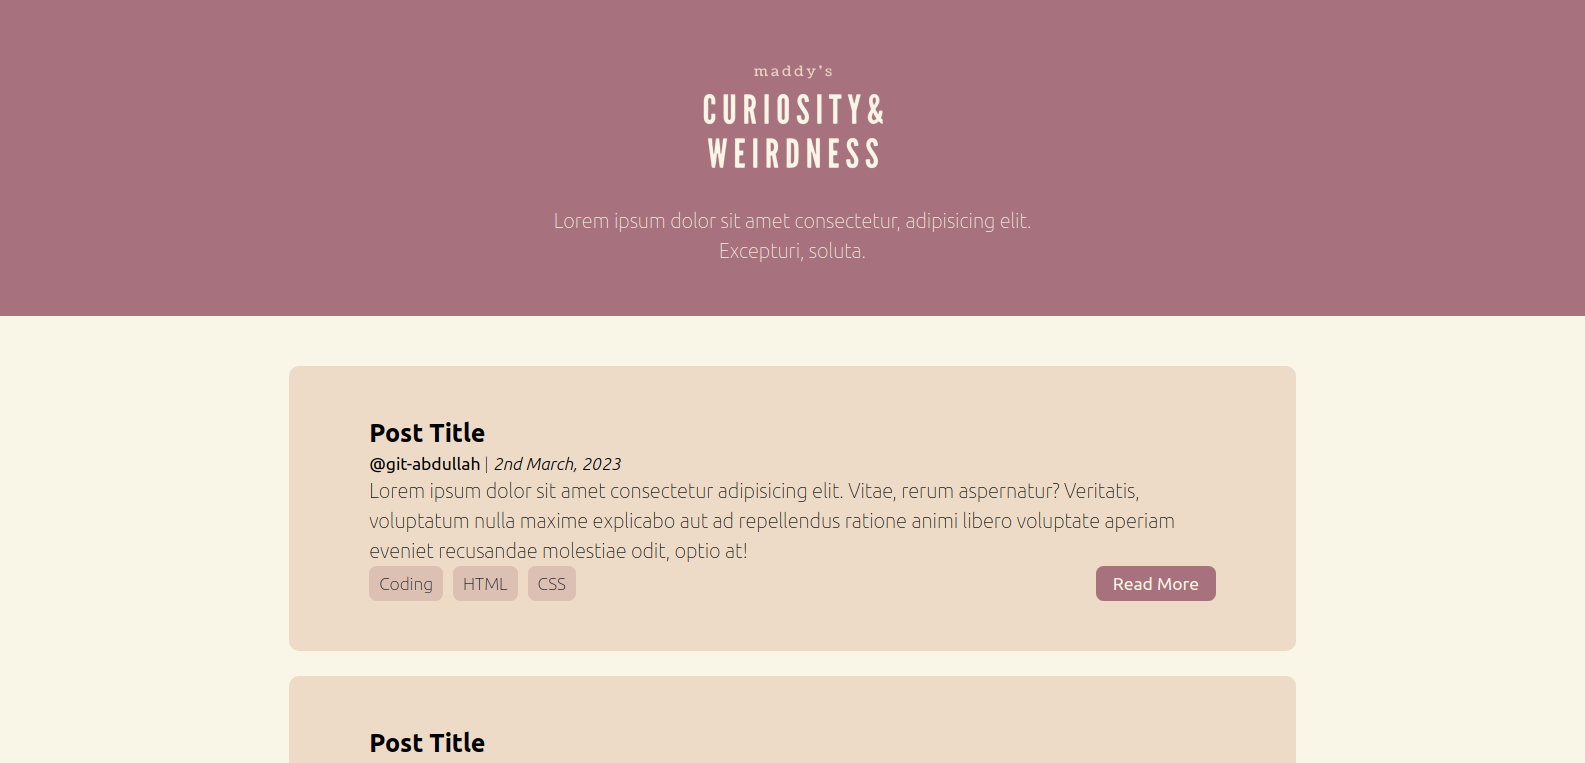 maddy's
CURIOSITY&
WEIRDNESS
Lorem ipsum dolor sit amet consectetur, adipisicing elit.
Excepturi, soluta.
Post Title
@git-abdullah | 2nd March, 2023
Lorem ipsum dolor sit amet consectetur adipisicing elit. Vitae, rerum aspernatur? Veritatis,
voluptatum nulla maxime explicabo aut ad repellendus ratione animi libero voluptate aperiam
eveniet recusandae molestiae odit, optio at!
Coding HTML CSS Read More
Post Title